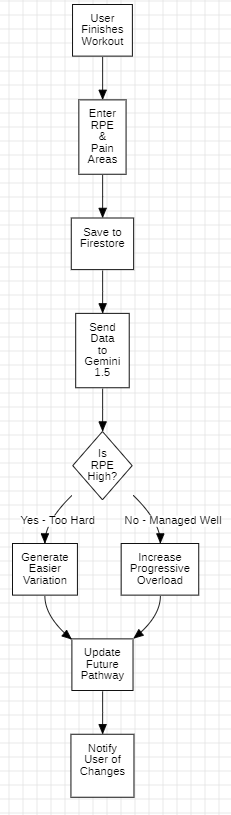 User
Finishes
Workout
Enter
RPE
&
Pain
Areas
Save to
Firestore
Send
Data
to
Gemini
1.5
Is
RPE
High?
Yes - Too Hard
No - Managed Well
Generate
Easier
Variation
Increase
Progressive
Overload
Update
Future
Pathway
Notify
User of
Changes